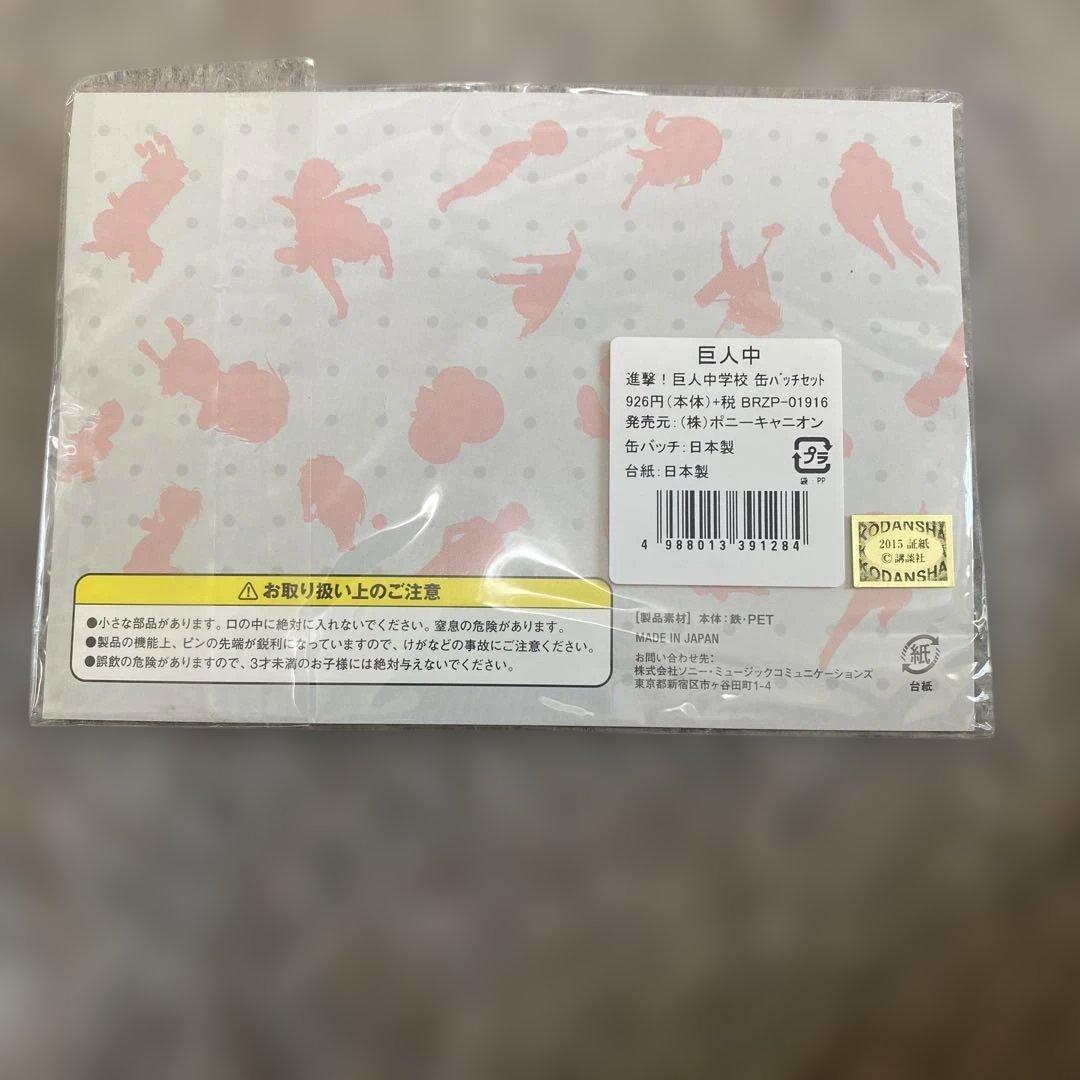 巨人中
進撃！巨人中学校 缶ﾊﾞｯﾁｾｯﾄ
926円(本体)+税 BRZP-01916
発売元:(株)ポニーキャニオン
缶バッチ:日本製
台紙:日本製
プラ
袋:PP
4 988013 391284
KODANSHA
2015 証紙
©講談社
KODANSHA
⚠お取り扱い上のご注意
●小さな部品があります。口の中に絶対に入れないでください。窒息の危険があります。
●製品の機能上、ピンの先端が鋭利になっていますので、けがなどの事故にご注意ください。
●誤飲の危険がありますので、3才未満のお子様には絶対与えないでください。
[製品素材] 本体:鉄・PET
MADE IN JAPAN
お問い合わせ先:
株式会社ソニー・ミュージックコミュニケーションズ
東京都新宿区市ヶ谷田町1-4
紙
台紙